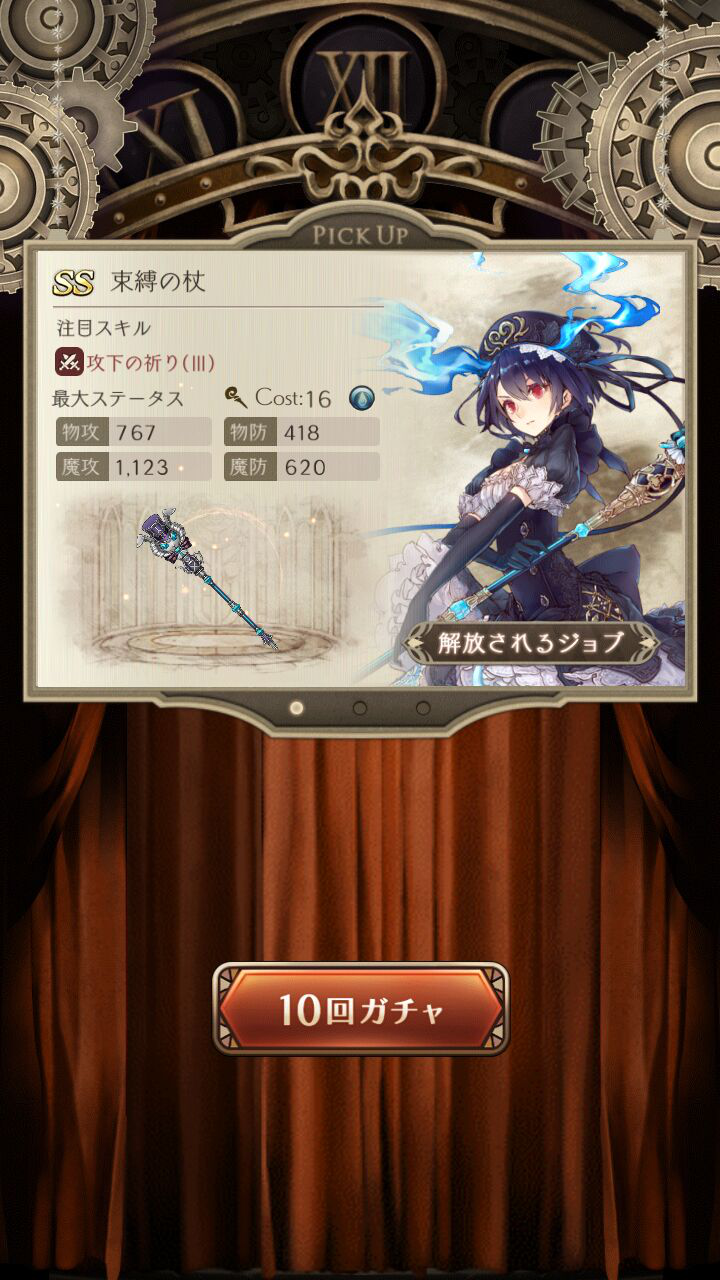 XI
XII
PICK UP
SS 束縛の杖
注目スキル
攻下の祈り(III)
最大ステータス Cost:16
物攻 767 物防 418
魔攻 1,123 魔防 620
解放されるジョブ
10回ガチャ